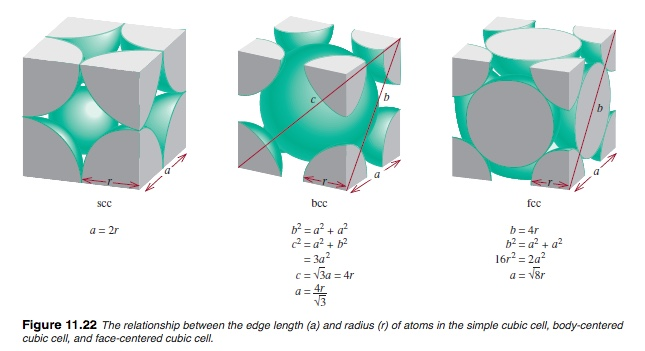 r
a
scc
a = 2r
c
b
r
a
bcc
b² = a² + a²
c² = a² + b²
= 3a²
c = √3a = 4r
a = 4r/√3
b
r
a
fcc
b = 4r
b² = a² + a²
16r² = 2a²
a = √8r
Figure 11.22 The relationship between the edge length (a) and radius (r) of atoms in the simple cubic cell, body-centered
cubic cell, and face-centered cubic cell.